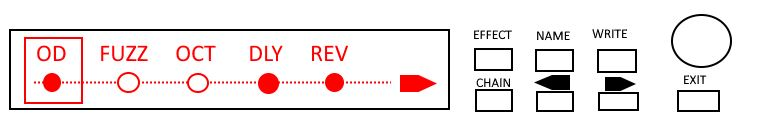 OD FUZZ OCT DLY REV
EFFECT NAME WRITE
CHAIN EXIT